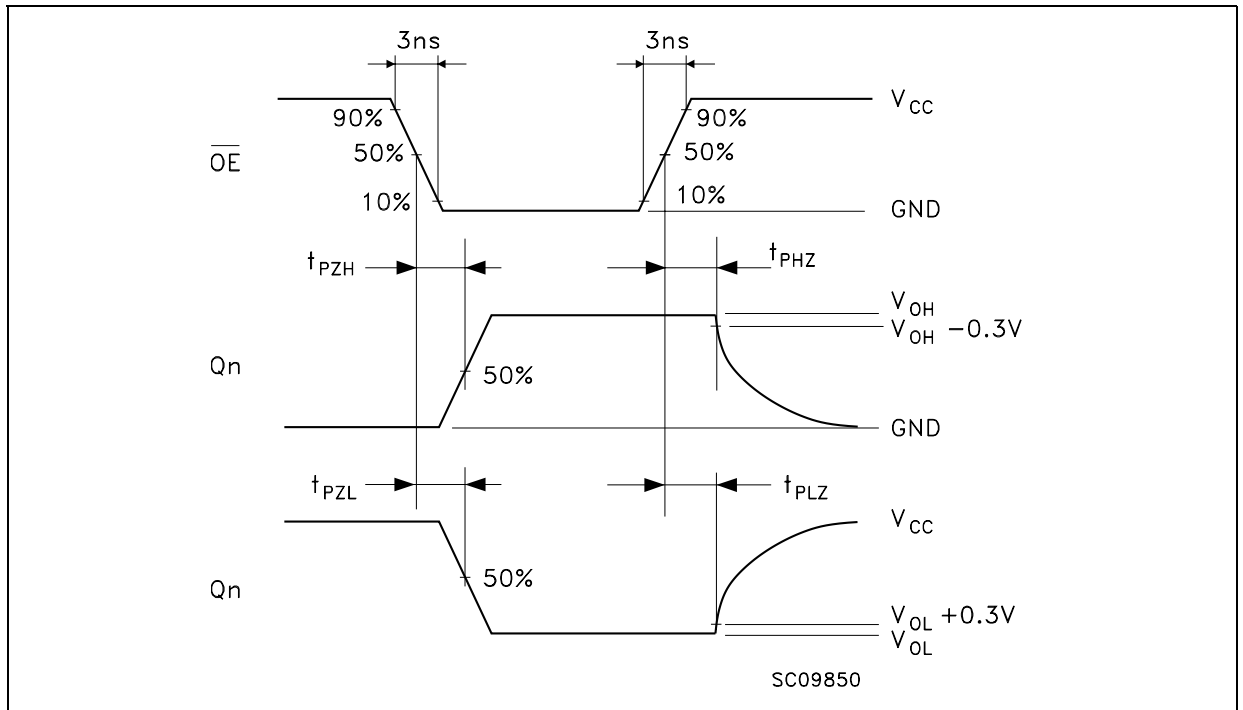 3ns 3ns
90% 90% V_CC
O̅E̅ 50% 50%
10% 10% GND
t_PZH t_PHZ
V_OH
V_OH −0.3V
Qn 50%
GND
t_PZL t_PLZ
V_CC
Qn 50%
V_OL +0.3V
V_OL
SC09850